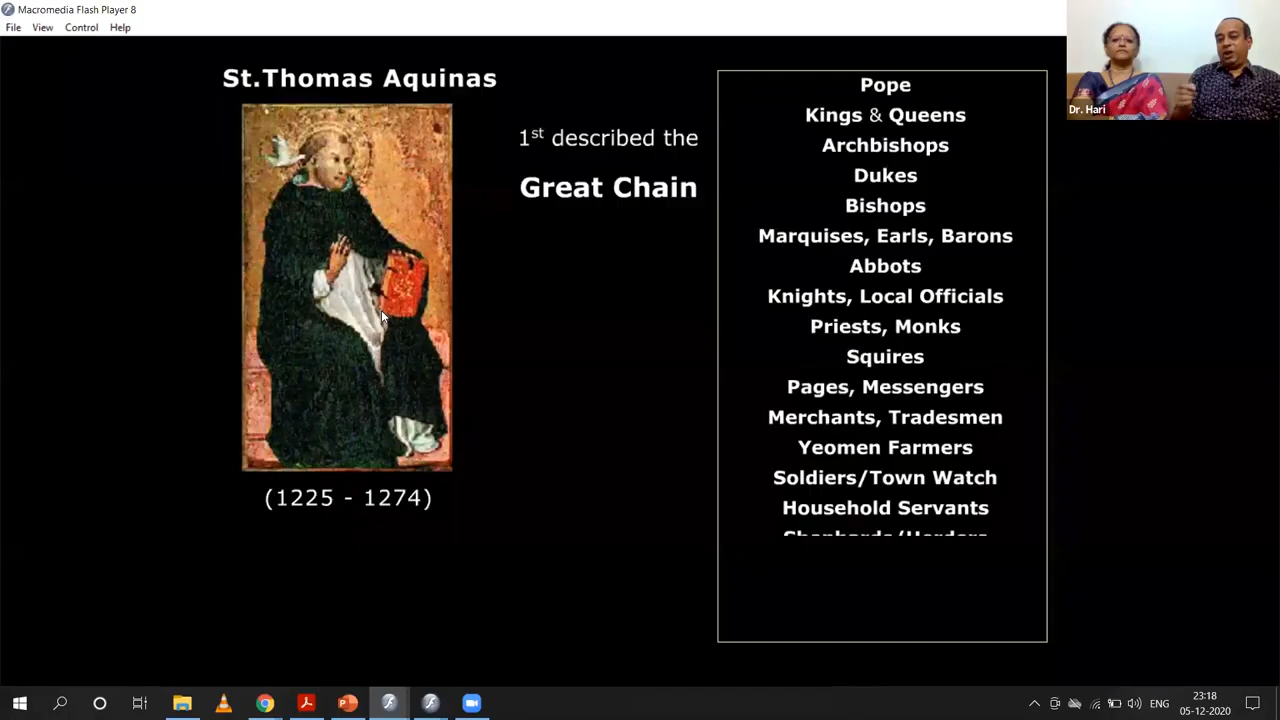 Macromedia Flash Player 8
File View Control Help
St.Thomas Aquinas
1st described the
Great Chain
(1225 - 1274)
Pope
Kings & Queens
Archbishops
Dukes
Bishops
Marquises, Earls, Barons
Abbots
Knights, Local Officials
Priests, Monks
Squires
Pages, Messengers
Merchants, Tradesmen
Yeomen Farmers
Soldiers/Town Watch
Household Servants
Dr. Hari
ENG
23:18
05-12-2020